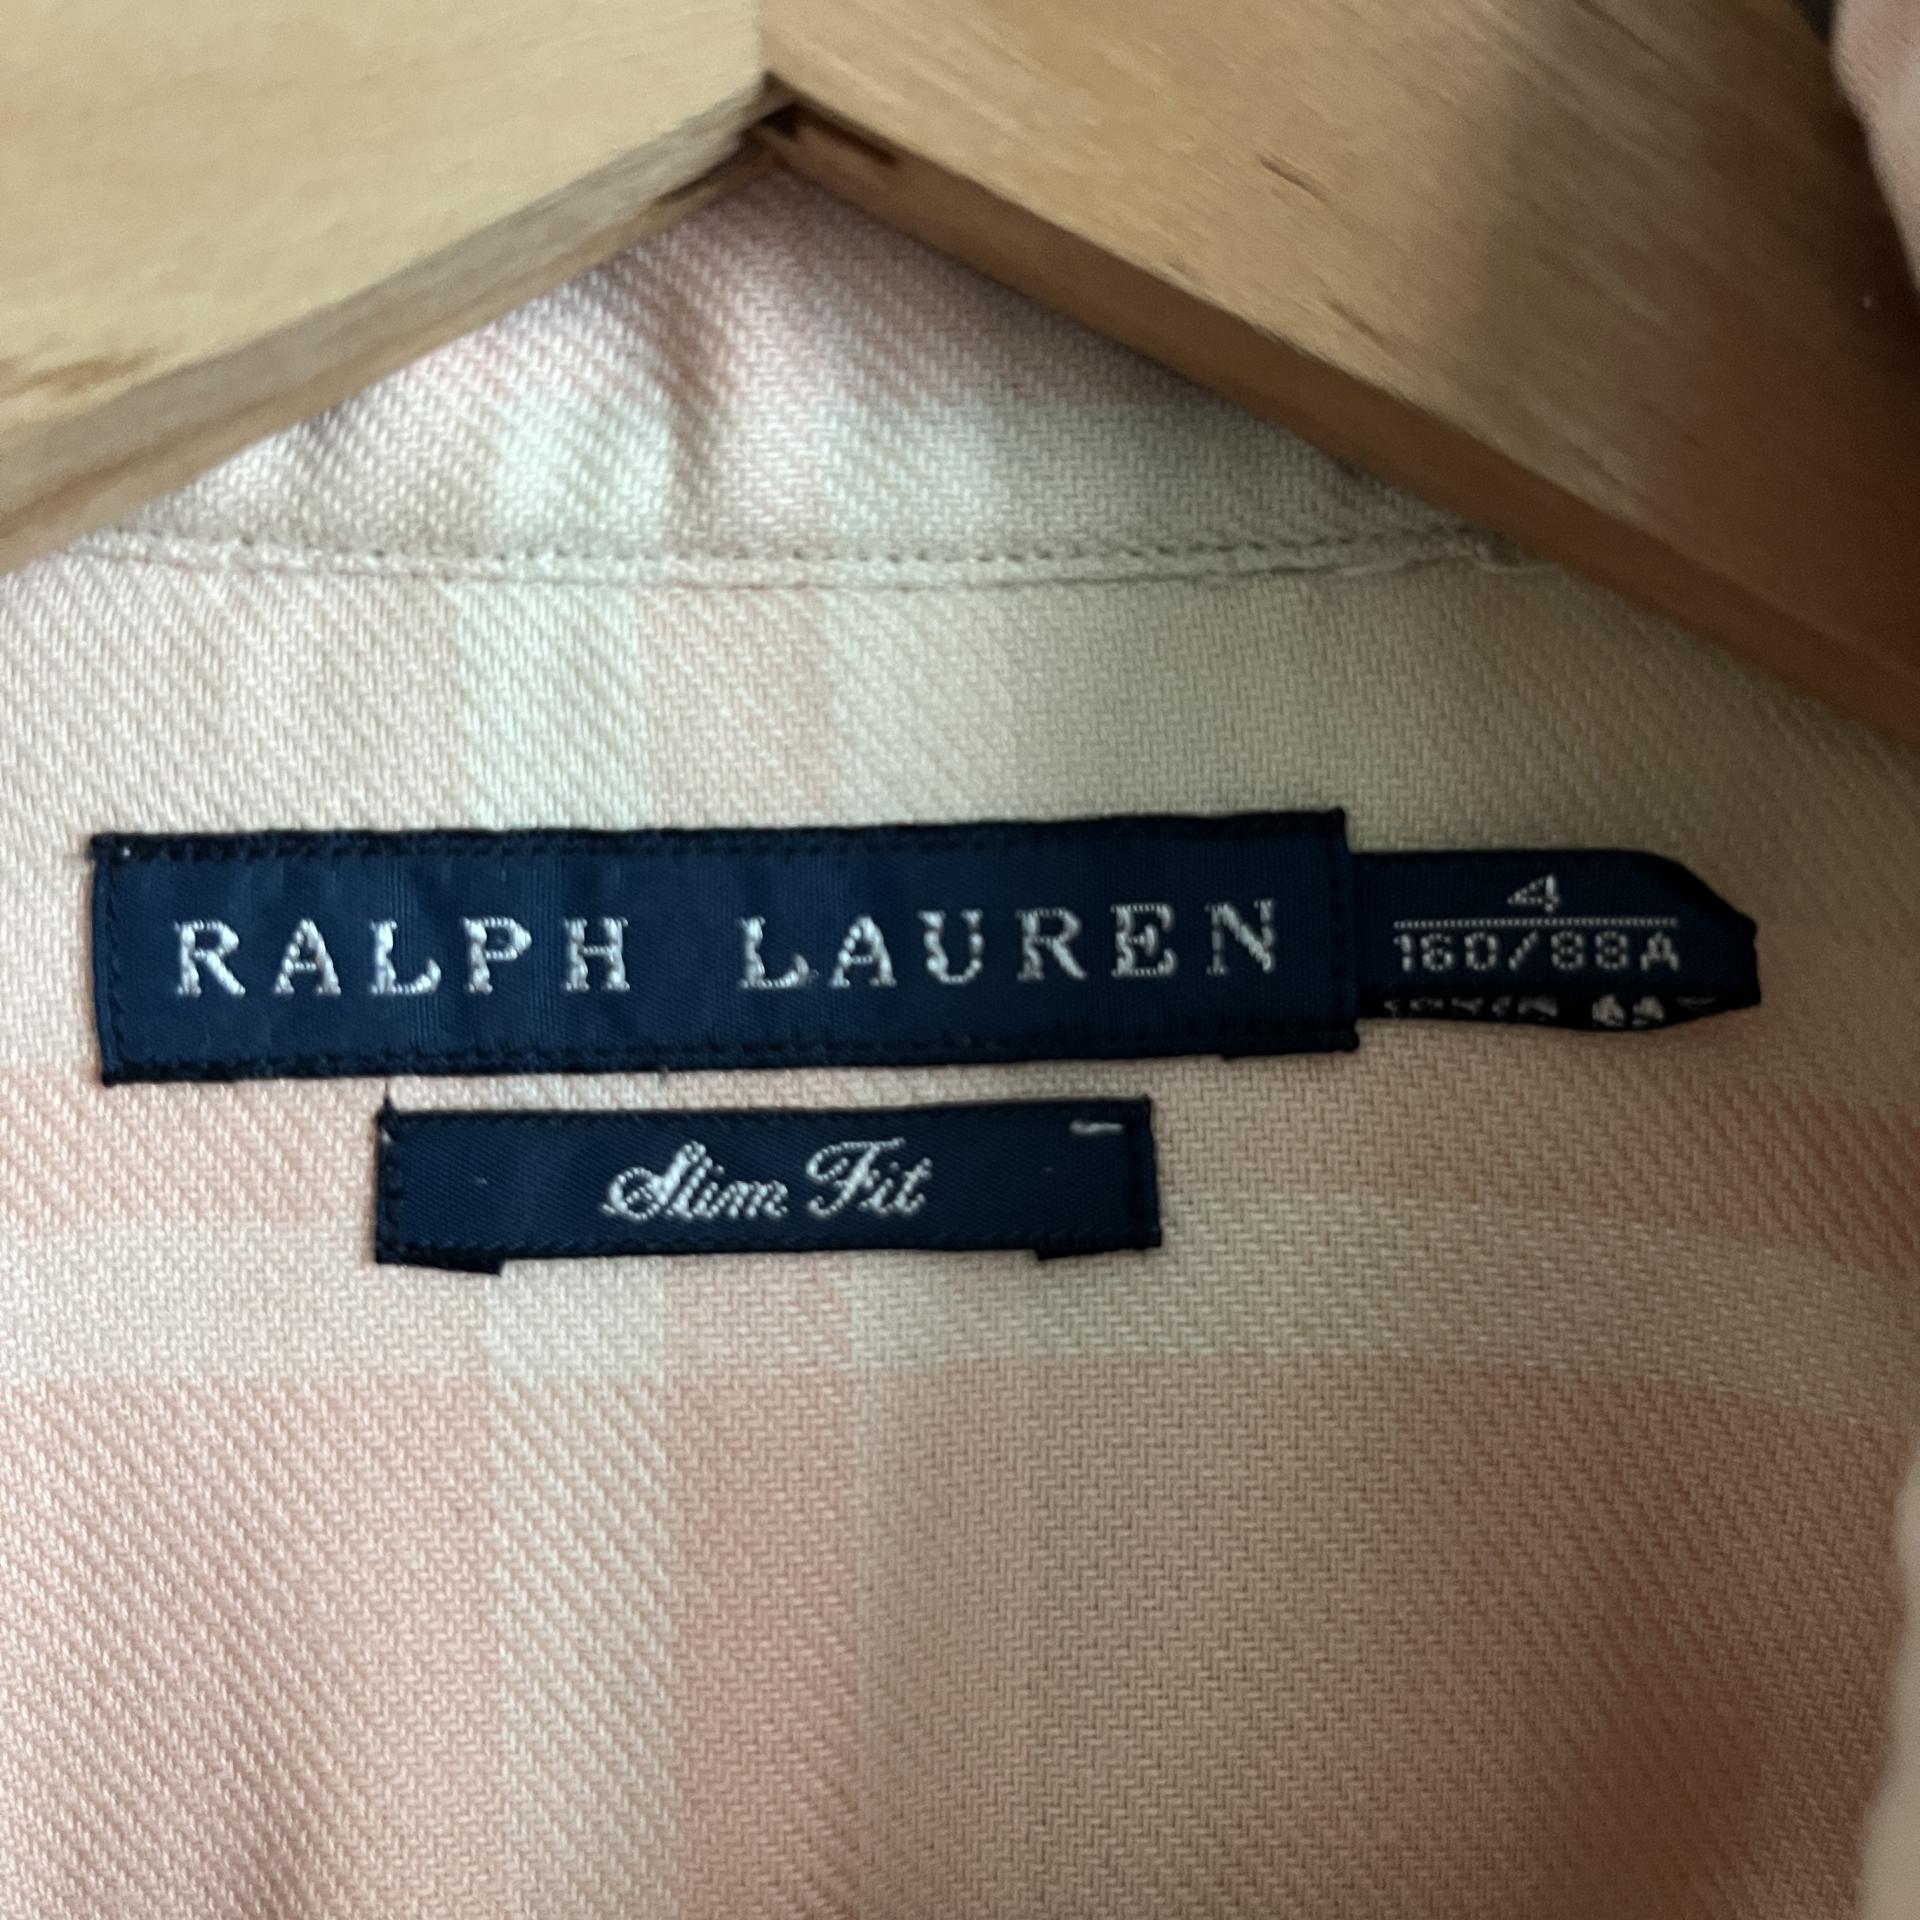 RALPH LAUREN
4
160/88A
Slim Fit